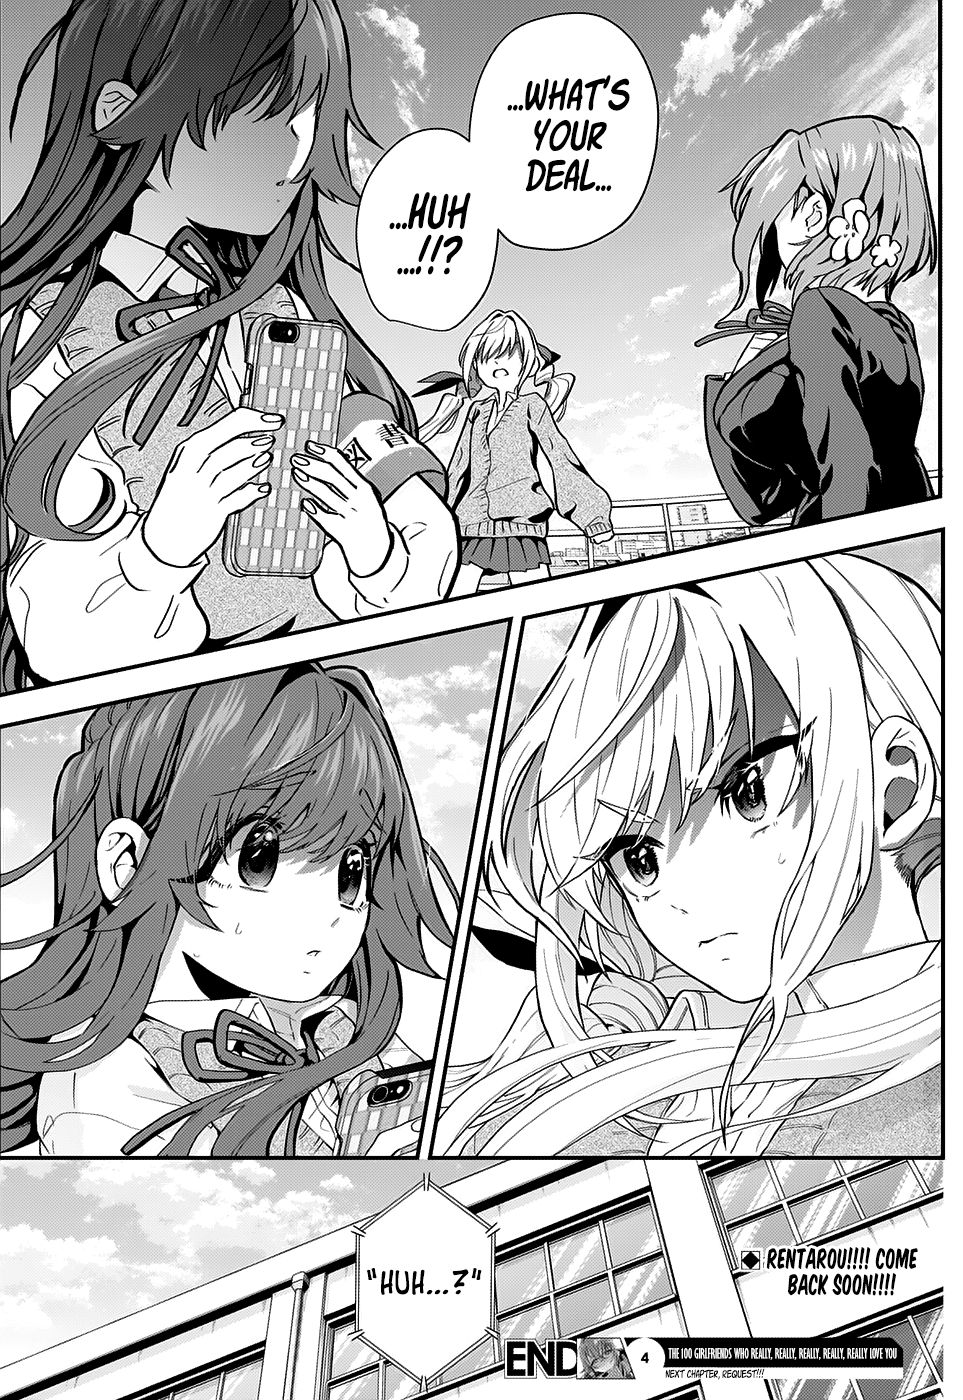 ...WHAT'S
YOUR
DEAL...
...HUH
....!!?
"HUH...?"
RENTAROU!!!! COME
BACK SOON!!!!
END
4
THE 100 GIRLFRIENDS WHO REALLY, REALLY, REALLY, REALLY, REALLY LOVE YOU
NEXT CHAPTER, REQUEST!!!